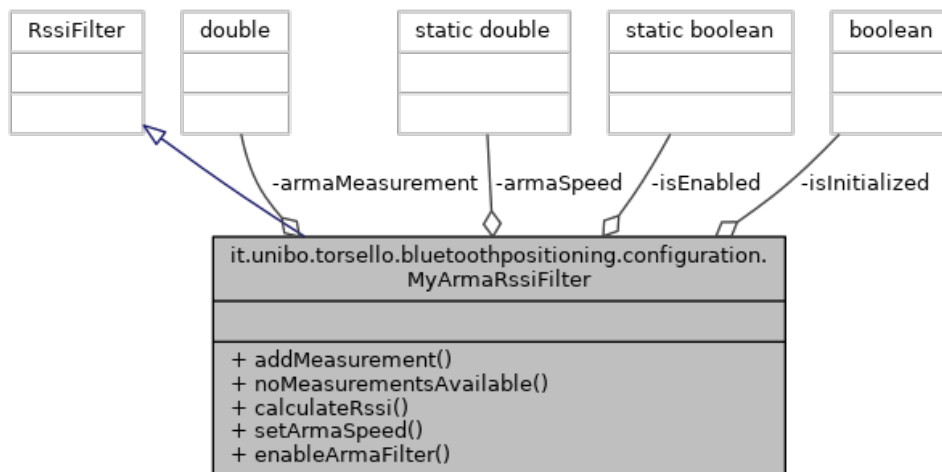 RssiFilter
double
static double
static boolean
boolean
-armaMeasurement
-armaSpeed
-isEnabled
-isInitialized
it.unibo.torsello.bluetoothpositioning.configuration.
MyArmaRssiFilter
+ addMeasurement()
+ noMeasurementsAvailable()
+ calculateRssi()
+ setArmaSpeed()
+ enableArmaFilter()